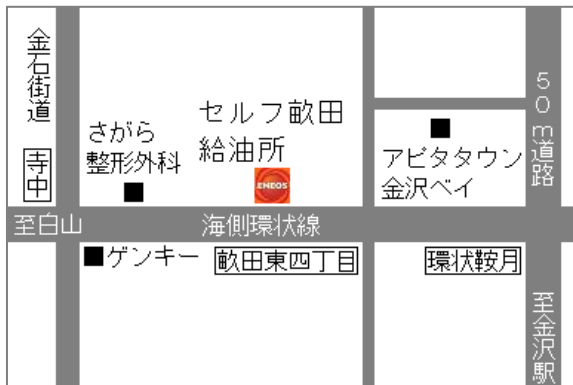 金石街道
寺中
さがら
整形外科
セルフ畝田
給油所
ENEOS
アピタタウン
金沢ベイ
50m道路
至白山
海側環状線
ゲンキー
畝田東四丁目
環状鞍月
至金沢駅